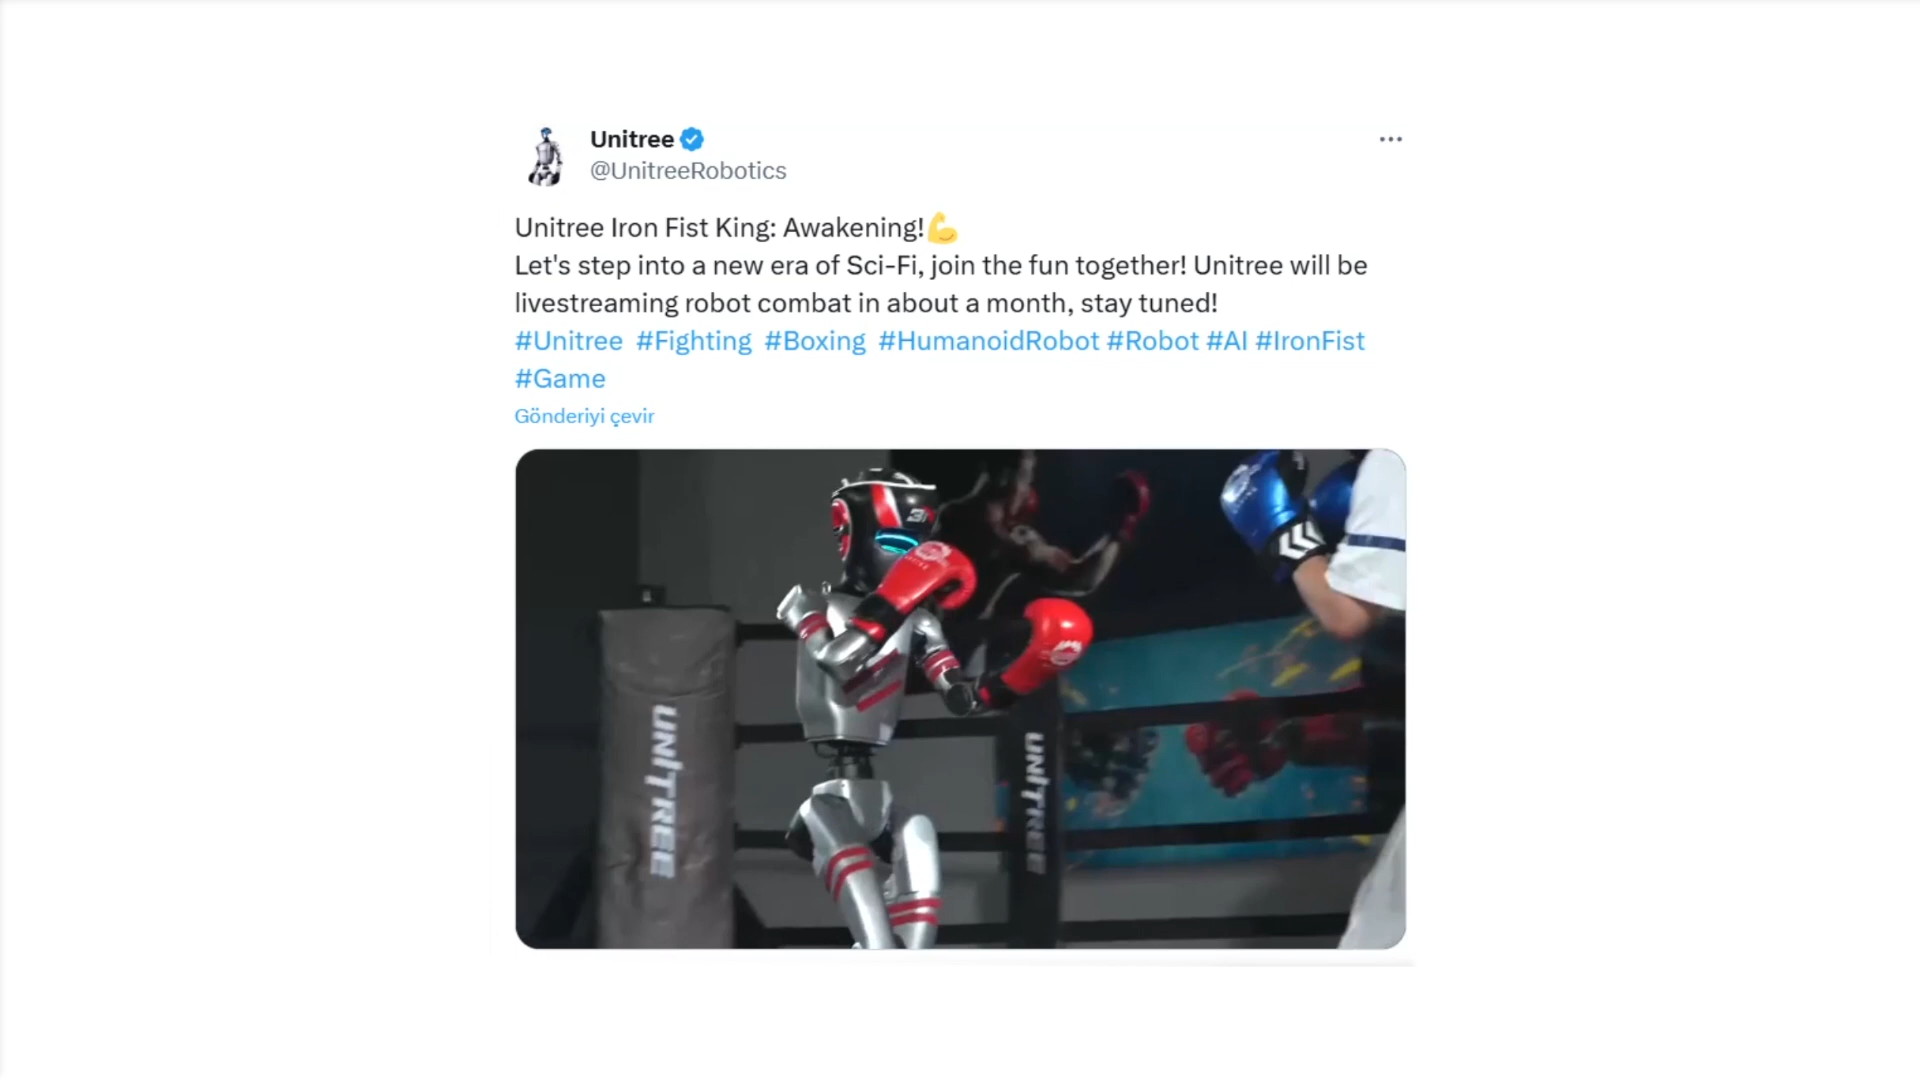 Unitree
@UnitreeRobotics
Unitree Iron Fist King: Awakening!💪
Let's step into a new era of Sci-Fi, join the fun together! Unitree will be
livestreaming robot combat in about a month, stay tuned!
#Unitree #Fighting #Boxing #HumanoidRobot #Robot #AI #IronFist
#Game
Gönderiyi çevir
UNITREE
UNITREE